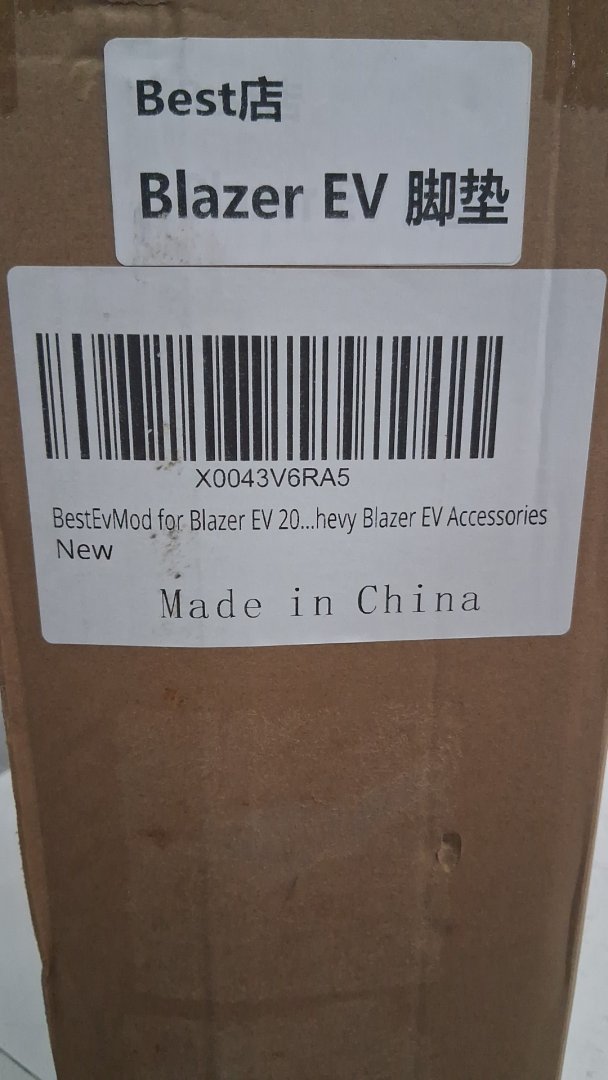 Best店
Blazer EV 脚垫
X0043V6RA5
BestEvMod for Blazer EV 20...hevy Blazer EV Accessories
New
Made in China